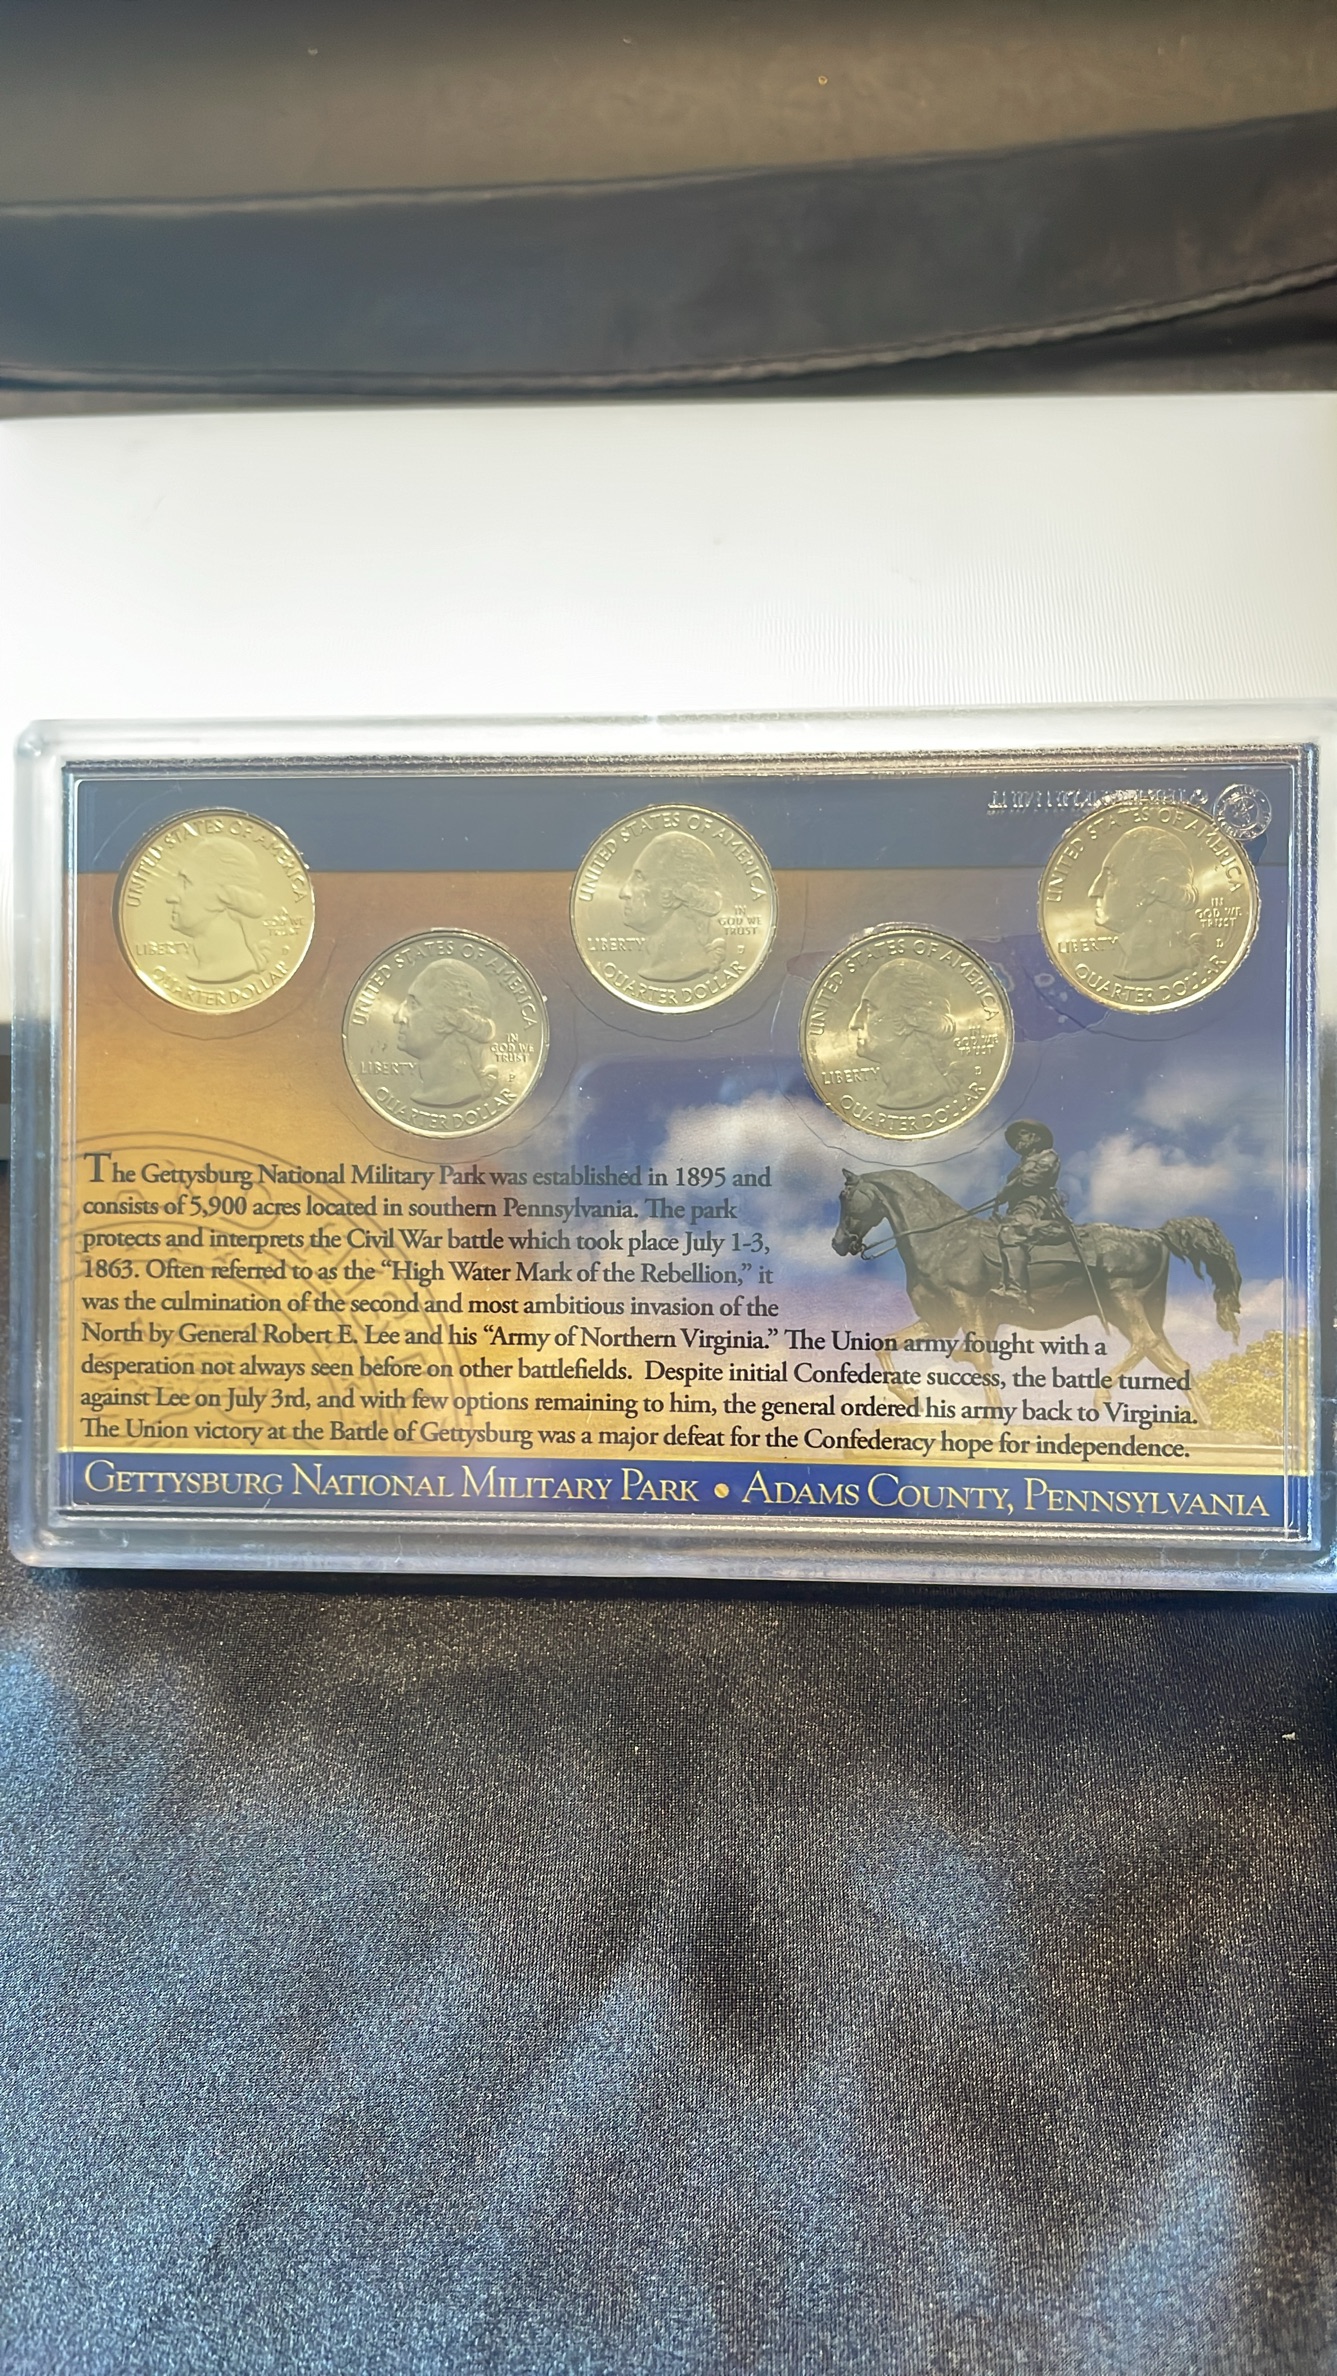 UNITED STATES OF AMERICA
LIBERTY
GOD WE
TRUST
P
QUARTER DOLLAR
UNITED STATES OF AMERICA
LIBERTY
IN
GOD WE
TRUST
P
QUARTER DOLLAR
UNITED STATES OF AMERICA
LIBERTY
IN
GOD WE
TRUST
D
QUARTER DOLLAR
UNITED STATES OF AMERICA
LIBERTY
IN
GOD WE
TRUST
D
QUARTER DOLLAR
UNITED STATES OF AMERICA
LIBERTY
IN
GOD WE
TRUST
D
QUARTER DOLLAR
The Gettysburg National Military Park was established in 1895 and
consists of 5,900 acres located in southern Pennsylvania. The park
protects and interprets the Civil War battle which took place July 1-3,
1863. Often referred to as the “High Water Mark of the Rebellion,” it
was the culmination of the second and most ambitious invasion of the
North by General Robert E. Lee and his “Army of Northern Virginia.” The Union army fought with a
desperation not always seen before on other battlefields. Despite initial Confederate success, the battle turned
against Lee on July 3rd, and with few options remaining to him, the general ordered his army back to Virginia.
The Union victory at the Battle of Gettysburg was a major defeat for the Confederacy hope for independence.
GETTYSBURG NATIONAL MILITARY PARK • ADAMS COUNTY, PENNSYLVANIA